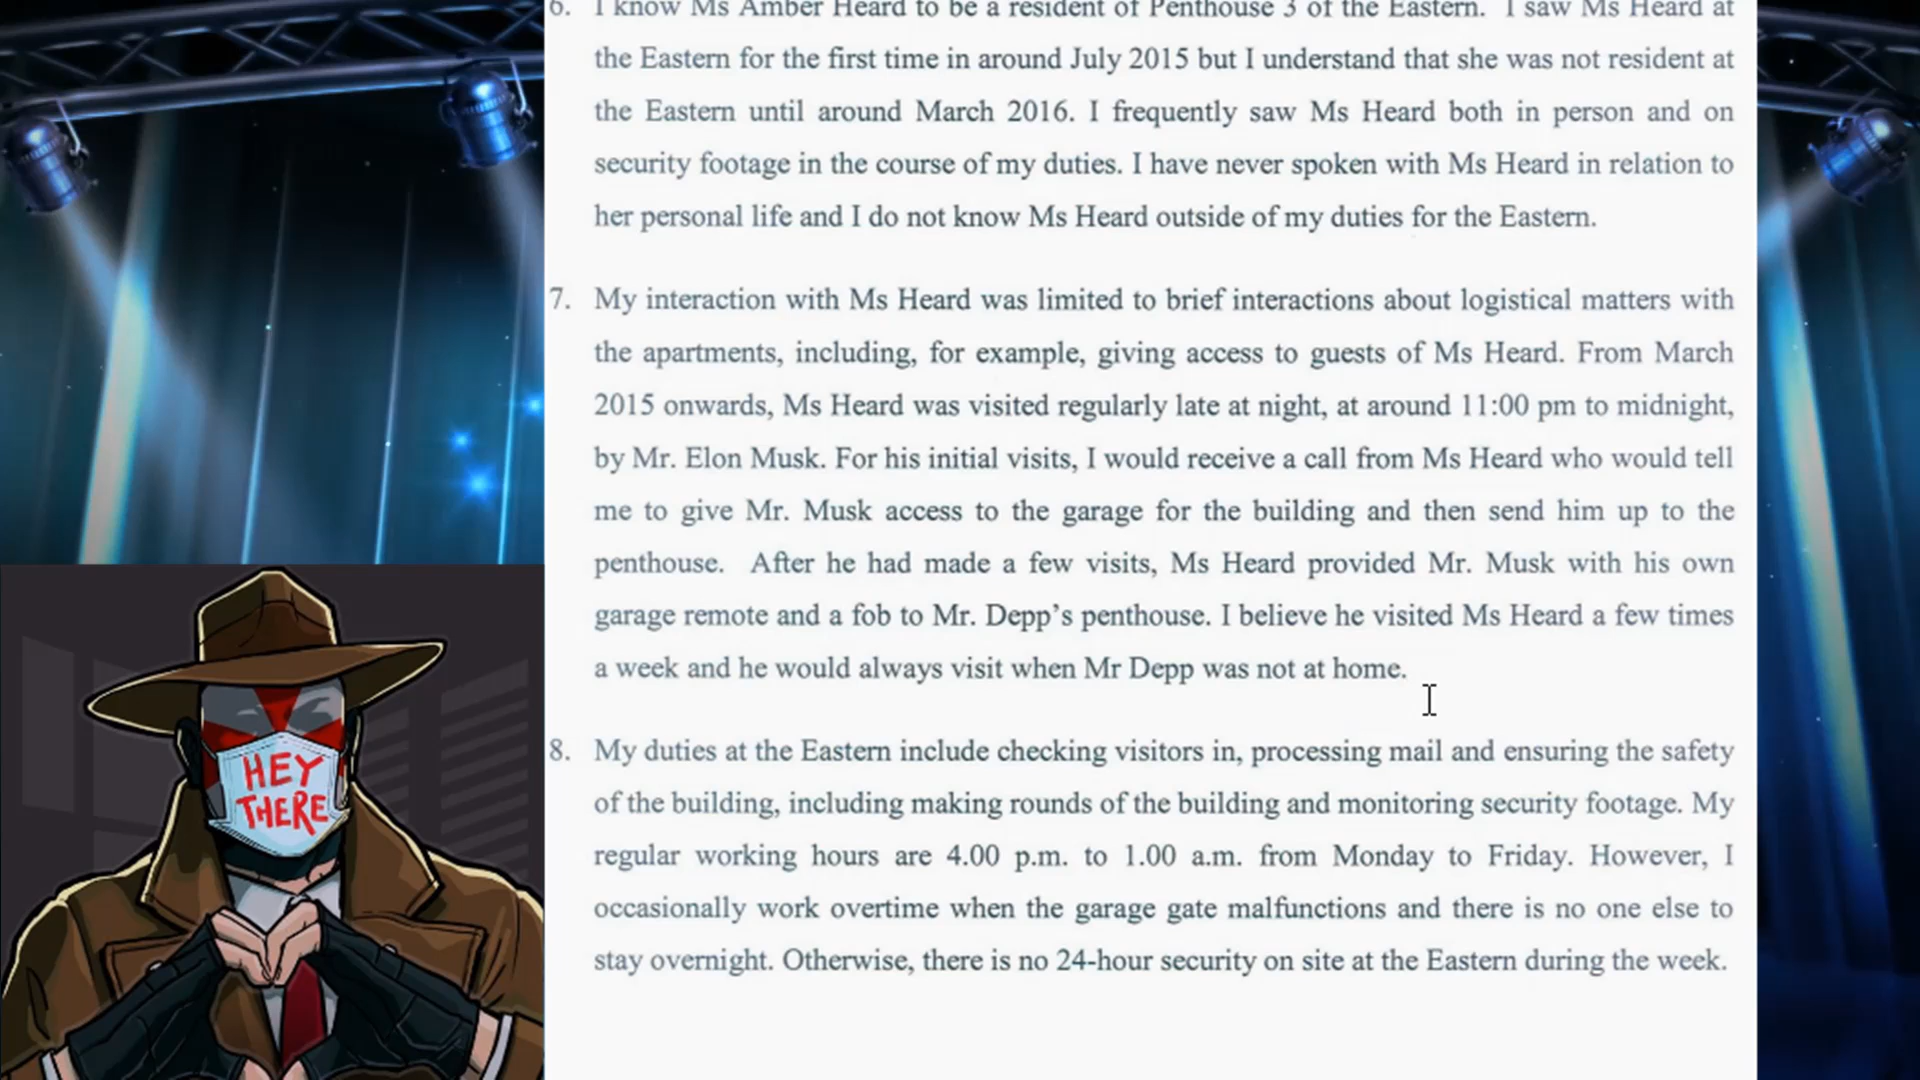 6. I know Ms Amber Heard to be a resident of Penthouse 3 of the Eastern. I saw Ms Heard at
the Eastern for the first time in around July 2015 but I understand that she was not resident at
the Eastern until around March 2016. I frequently saw Ms Heard both in person and on
security footage in the course of my duties. I have never spoken with Ms Heard in relation to
her personal life and I do not know Ms Heard outside of my duties for the Eastern.
7. My interaction with Ms Heard was limited to brief interactions about logistical matters with
the apartments, including, for example, giving access to guests of Ms Heard. From March
2015 onwards, Ms Heard was visited regularly late at night, at around 11:00 pm to midnight,
by Mr. Elon Musk. For his initial visits, I would receive a call from Ms Heard who would tell
me to give Mr. Musk access to the garage for the building and then send him up to the
penthouse. After he had made a few visits, Ms Heard provided Mr. Musk with his own
garage remote and a fob to Mr. Depp's penthouse. I believe he visited Ms Heard a few times
a week and he would always visit when Mr Depp was not at home.
8. My duties at the Eastern include checking visitors in, processing mail and ensuring the safety
of the building, including making rounds of the building and monitoring security footage. My
regular working hours are 4.00 p.m. to 1.00 a.m. from Monday to Friday. However, I
occasionally work overtime when the garage gate malfunctions and there is no one else to
stay overnight. Otherwise, there is no 24-hour security on site at the Eastern during the week.
HEY
THERE